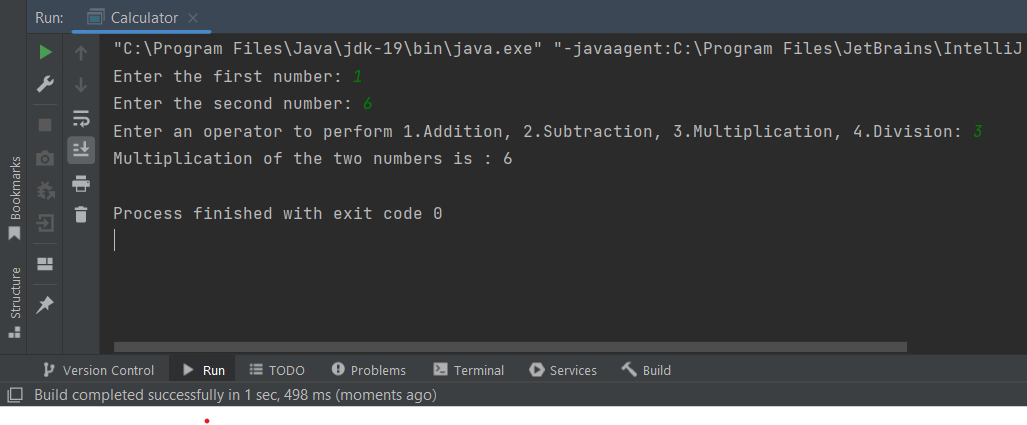 Run: Calculator
"C:\Program Files\Java\jdk-19\bin\java.exe" "-javaagent:C:\Program Files\JetBrains\IntelliJ
Enter the first number: 1
Enter the second number: 6
Enter an operator to perform 1.Addition, 2.Subtraction, 3.Multiplication, 4.Division: 3
Multiplication of the two numbers is : 6
Process finished with exit code 0
Bookmarks
Structure
Version Control Run TODO Problems Terminal Services Build
Build completed successfully in 1 sec, 498 ms (moments ago)